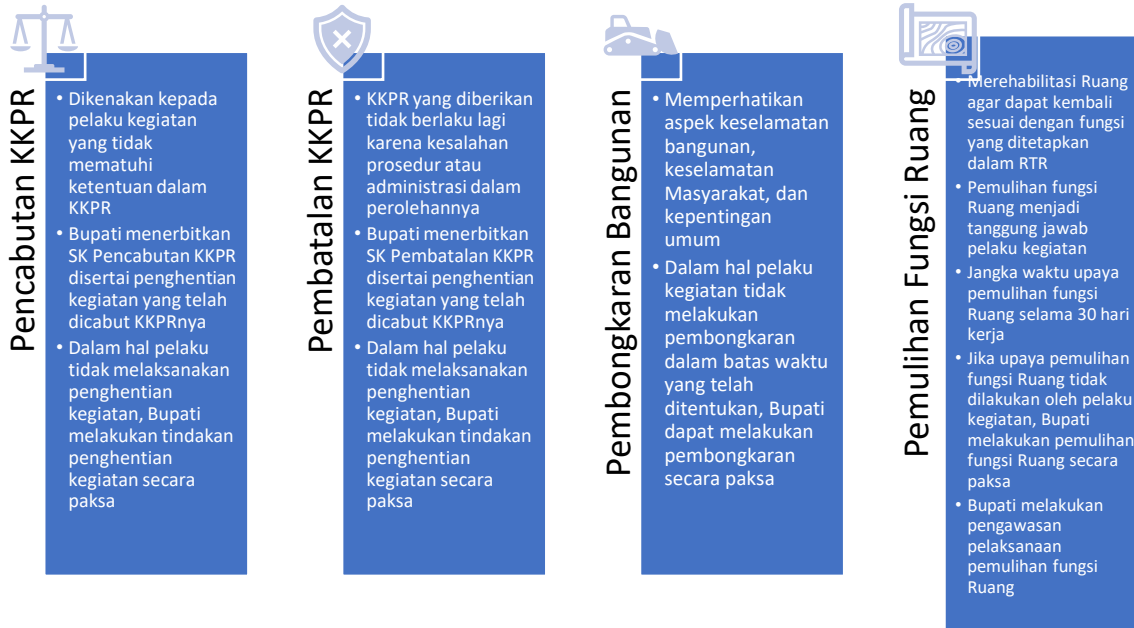 Pencabutan KKPR
• Dikenakan kepada
pelaku kegiatan
yang tidak
mematuhi
ketentuan dalam
KKPR
• Bupati menerbitkan
SK Pencabutan KKPR
disertai penghentian
kegiatan yang telah
dicabut KKPRnya
• Dalam hal pelaku
tidak melaksanakan
penghentian
kegiatan, Bupati
melakukan tindakan
penghentian
kegiatan secara
paksa
Pembatalan KKPR
• KKPR yang diberikan
tidak berlaku lagi
karena kesalahan
prosedur atau
administrasi dalam
perolehannya
• Bupati menerbitkan
SK Pembatalan KKPR
disertai penghentian
kegiatan yang telah
dicabut KKPRnya
• Dalam hal pelaku
tidak melaksanakan
penghentian
kegiatan, Bupati
melakukan tindakan
penghentian
kegiatan secara
paksa
Pembongkaran Bangunan
• Memperhatikan
aspek keselamatan
bangunan,
keselamatan
Masyarakat, dan
kepentingan
umum
• Dalam hal pelaku
kegiatan tidak
melakukan
pembongkaran
dalam batas waktu
yang telah
ditentukan, Bupati
dapat melakukan
pembongkaran
secara paksa
Pemulihan Fungsi Ruang
• Merehabilitasi Ruang
agar dapat kembali
sesuai dengan fungsi
yang ditetapkan
dalam RTR
• Pemulihan fungsi
Ruang menjadi
tanggung jawab
pelaku kegiatan
• Jangka waktu upaya
pemulihan fungsi
Ruang selama 30 hari
kerja
• Jika upaya pemulihan
fungsi Ruang tidak
dilakukan oleh pelaku
kegiatan, Bupati
melakukan pemulihan
fungsi Ruang secara
paksa
• Bupati melakukan
pengawasan
pelaksanaan
pemulihan fungsi
Ruang